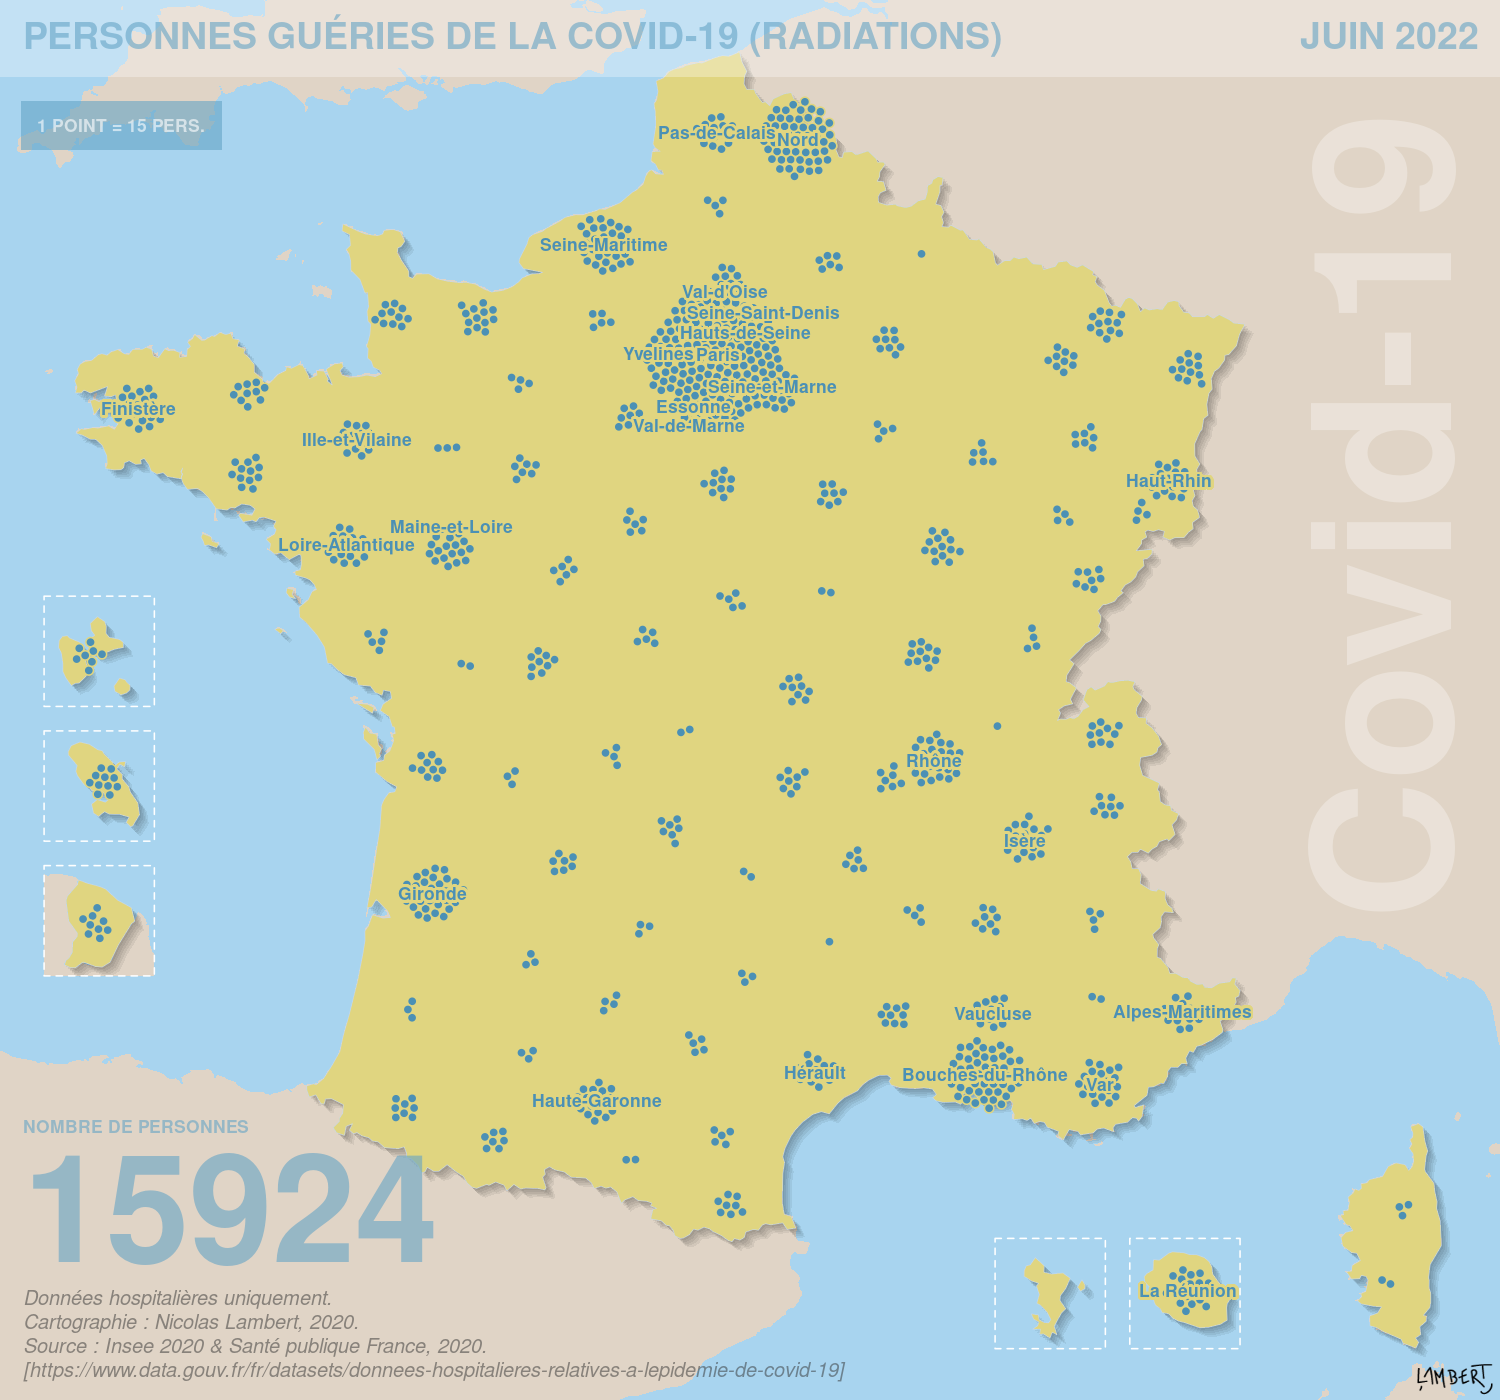 PERSONNES GUÉRIES DE LA COVID-19 (RADIATIONS)
JUIN 2022
1 POINT = 15 PERS.
Covid-19
Pas-de-Calais
Nord
Seine-Maritime
Val-d'Oise
Seine-Saint-Denis
Hauts-de-Seine
Yvelines
Paris
Seine-et-Marne
Essonne
Val-de-Marne
Finistère
Ille-et-Vilaine
Haut-Rhin
Maine-et-Loire
Loire-Atlantique
Rhône
Isère
Gironde
Vaucluse
Alpes-Maritimes
Hérault
Bouches-du-Rhône
Var
Haute-Garonne
La Réunion
NOMBRE DE PERSONNES
15924
Données hospitalières uniquement.
Cartographie : Nicolas Lambert, 2020.
Source : Insee 2020 & Santé publique France, 2020.
[https://www.data.gouv.fr/fr/datasets/donnees-hospitalieres-relatives-a-lepidemie-de-covid-19]
LAMBERT